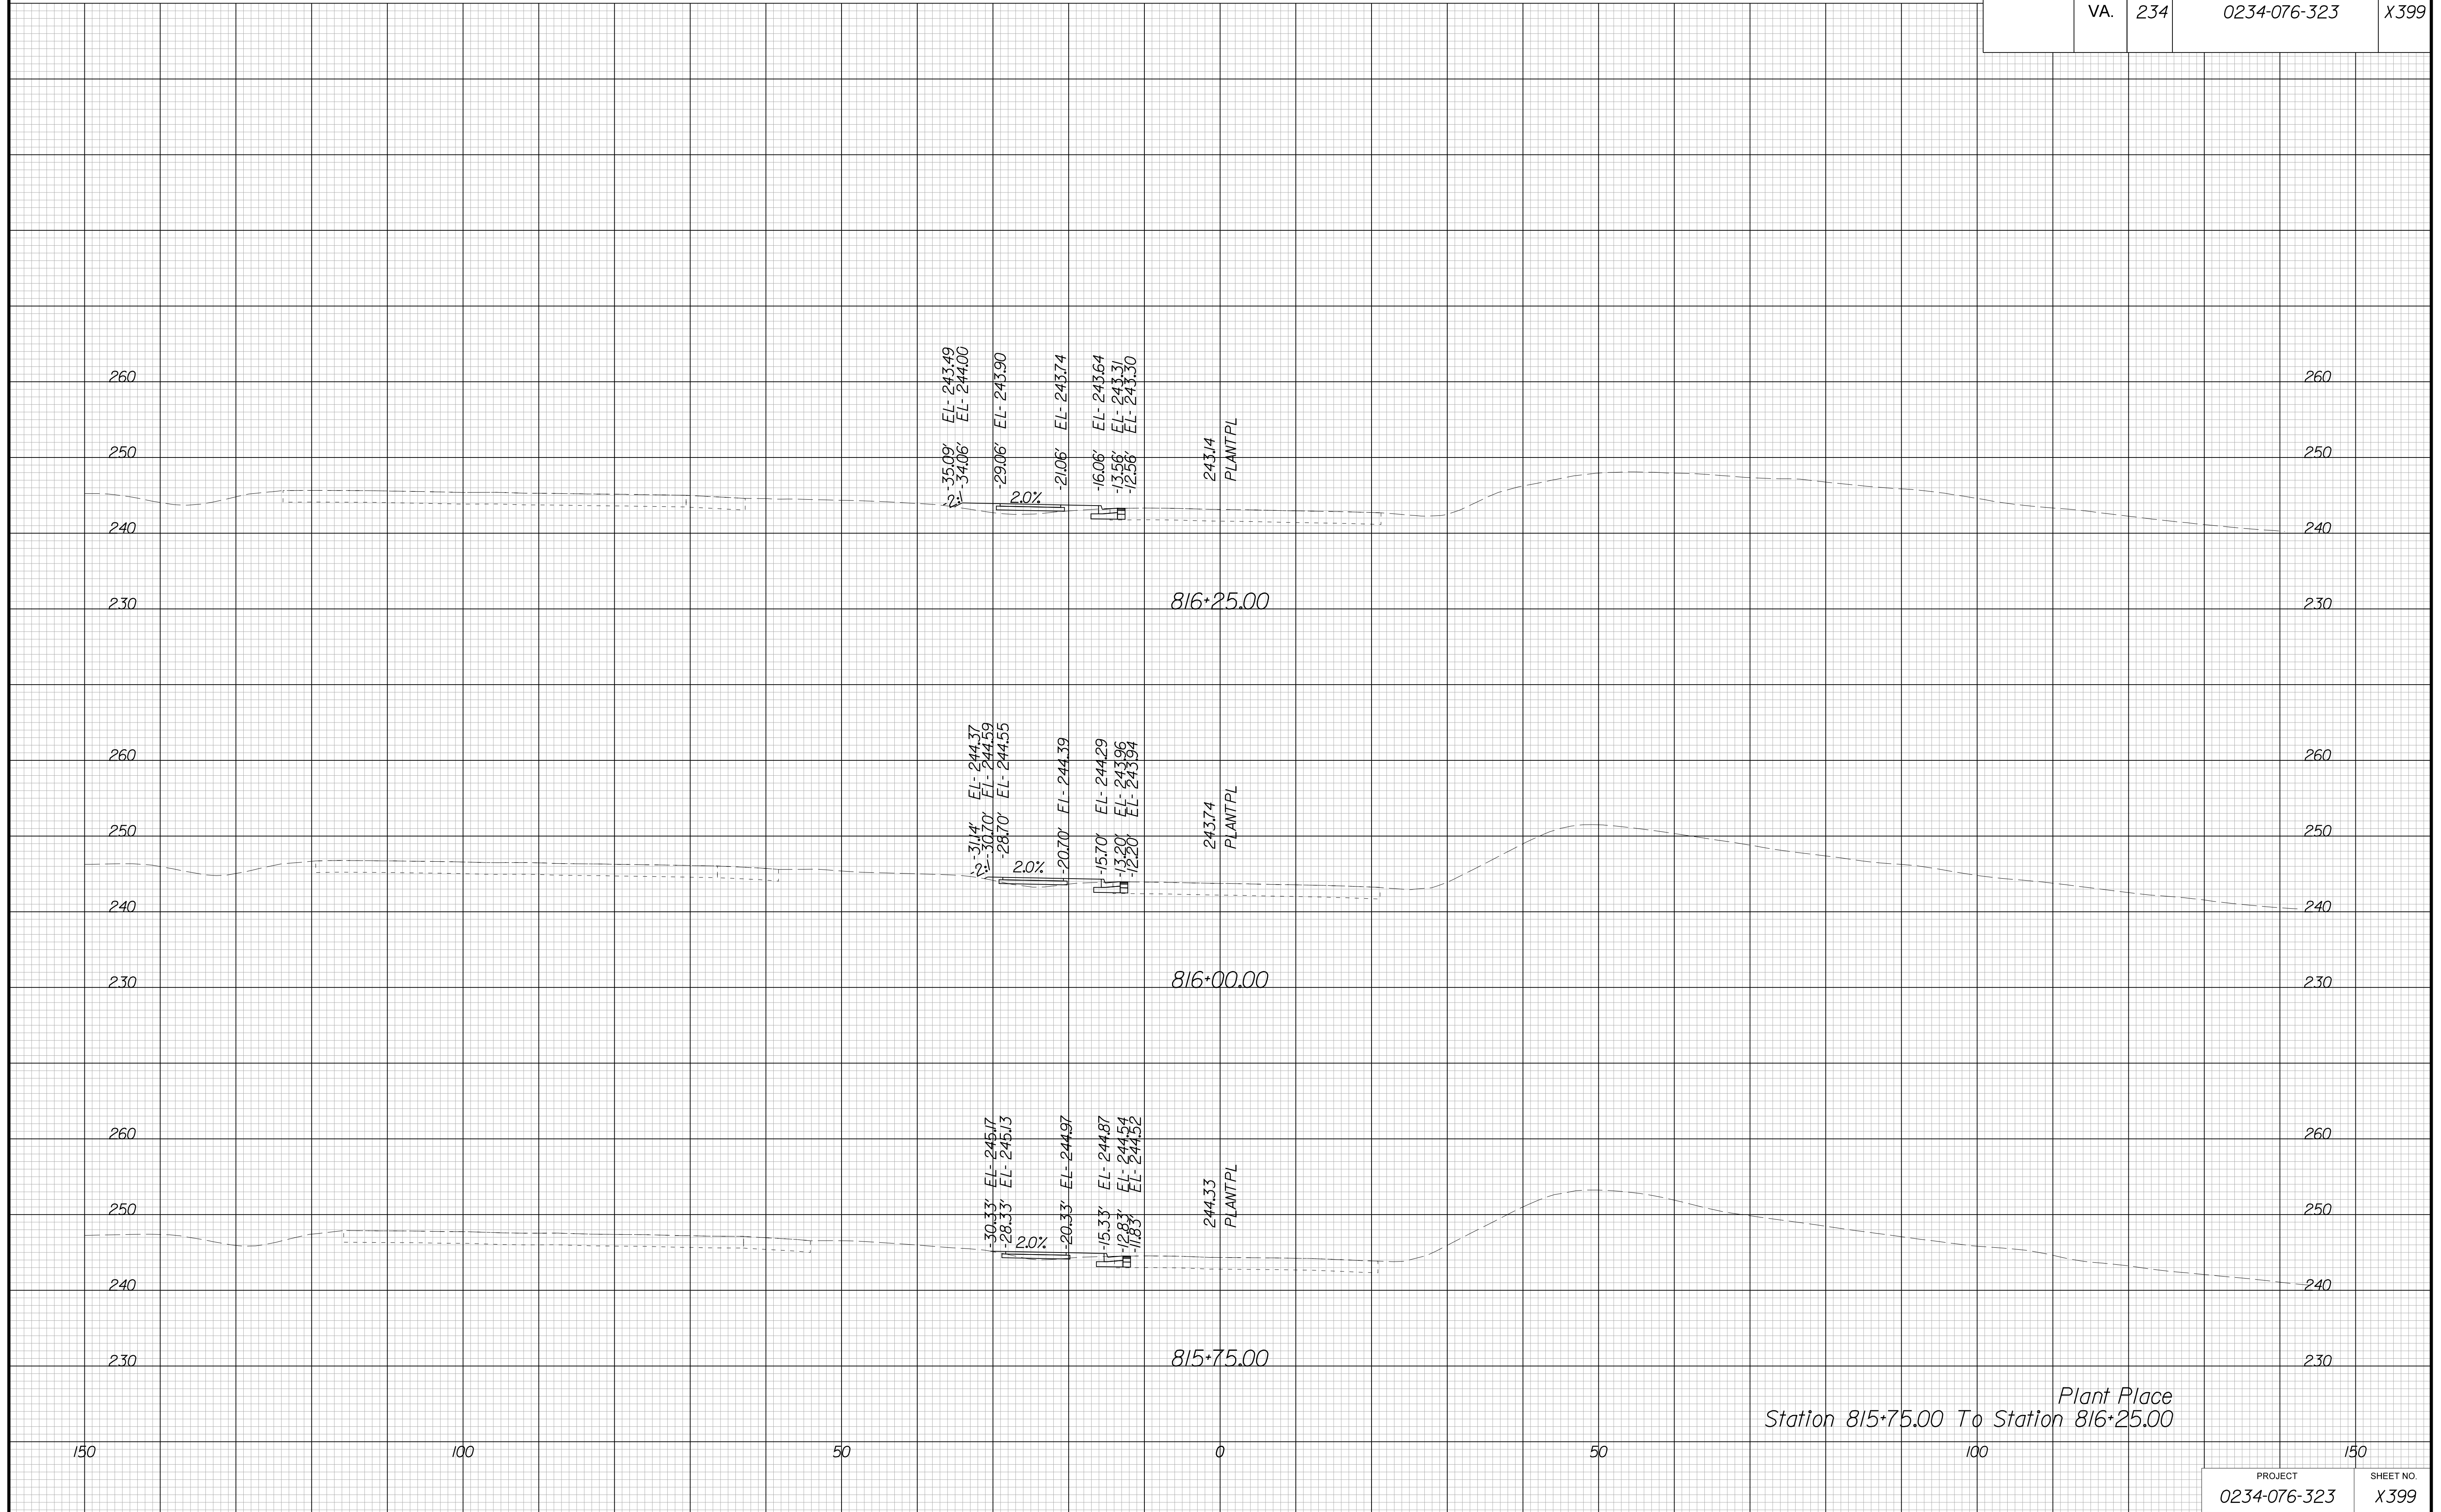 VA. 234 0234-076-323 X399
-35.09' EL- 243.49
-34.06' EL- 244.00
-29.06' EL- 243.90
-21.06' EL- 243.74
-16.06' EL- 243.64
-13.56' EL- 243.31
-12.56' EL- 243.30
243.14
PLANTPL
260 260
250 250
-2:1
2.0%
240 240
230 816+25.00 230
-31.14' EL- 244.37
-30.70' EL- 244.59
-28.70' EL- 244.55
-20.70' EL- 244.39
-15.70' EL- 244.29
-13.20' EL- 243.96
-12.20' EL- 243.94
243.74
PLANTPL
260 260
250 250
-2:1
2.0%
240 240
230 816+00.00 230
-30.33' EL- 245.17
-28.33' EL- 245.13
-20.33' EL- 244.97
-15.33' EL- 244.87
-12.83' EL- 244.54
-11.83' EL- 244.52
244.33
PLANTPL
260 260
250 250
2.0%
240 240
230 815+75.00 230
Plant Place
Station 815+75.00 To Station 816+25.00
150 100 50 0 50 100 150
PROJECT SHEET NO.
0234-076-323 X399